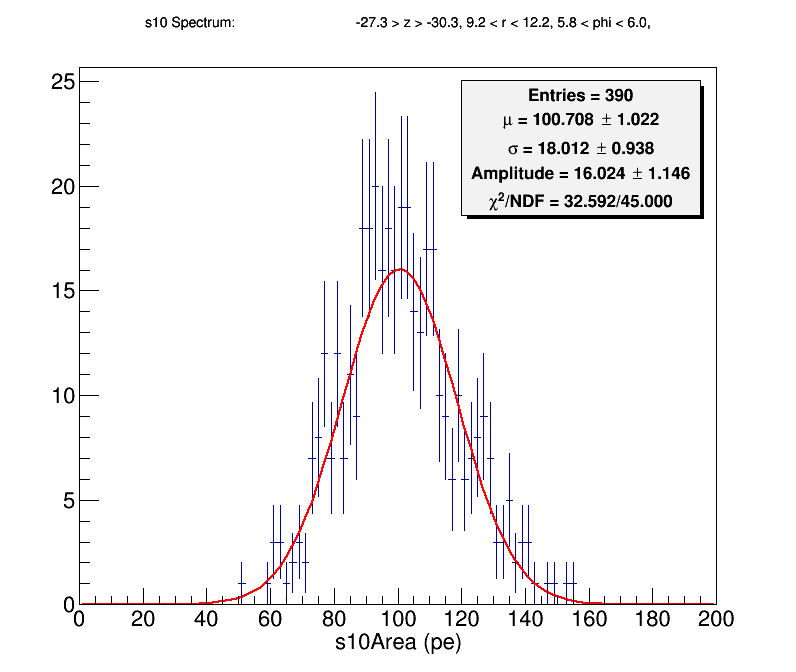 s10 Spectrum: -27.3 > z > -30.3, 9.2 < r < 12.2, 5.8 < phi < 6.0,
Entries = 390
μ = 100.708 ± 1.022
σ = 18.012 ± 0.938
Amplitude = 16.024 ± 1.146
χ²/NDF = 32.592/45.000
25
20
15
10
5
0
0 20 40 60 80 100 120 140 160 180 200
s10Area (pe)